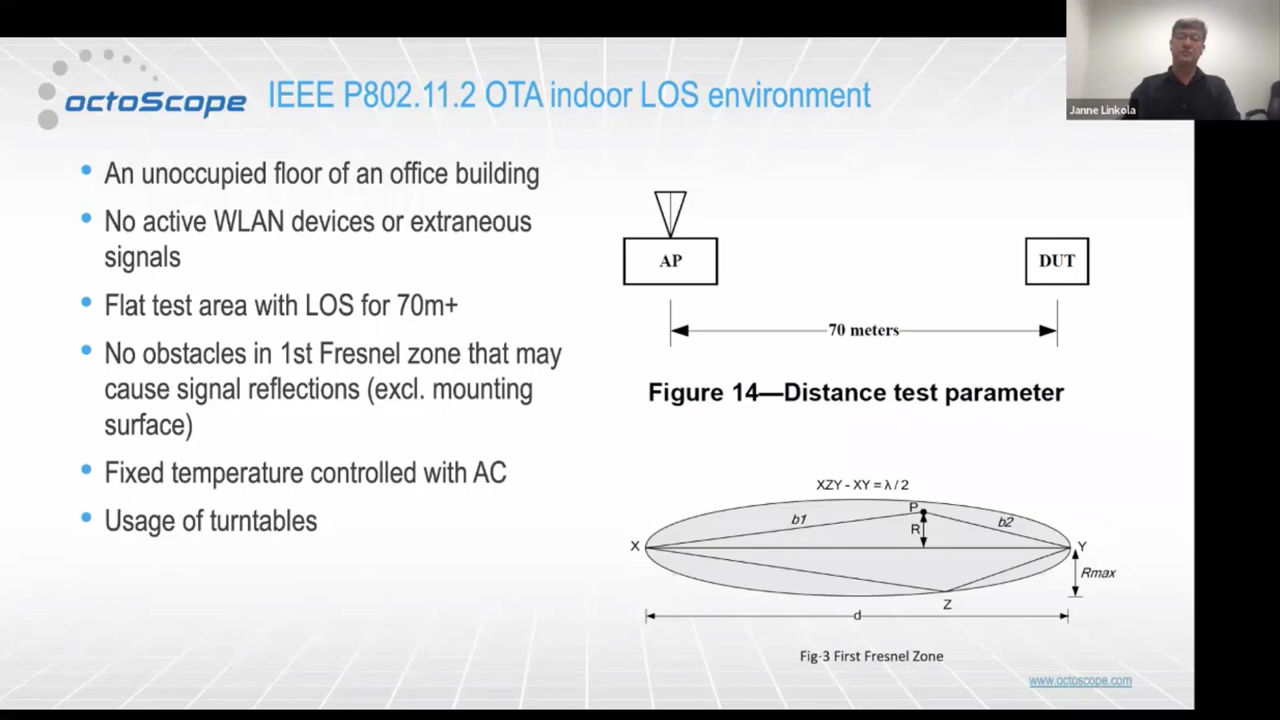 Janne Linkola
octoScope
IEEE P802.11.2 OTA indoor LOS environment
• An unoccupied floor of an office building
• No active WLAN devices or extraneous
signals
• Flat test area with LOS for 70m+
• No obstacles in 1st Fresnel zone that may
cause signal reflections (excl. mounting
surface)
• Fixed temperature controlled with AC
• Usage of turntables
AP
DUT
70 meters
Figure 14—Distance test parameter
XZY - XY = λ / 2
P
b1
b2
R
X
Y
Rmax
Z
d
Fig-3 First Fresnel Zone
www.octoscope.com